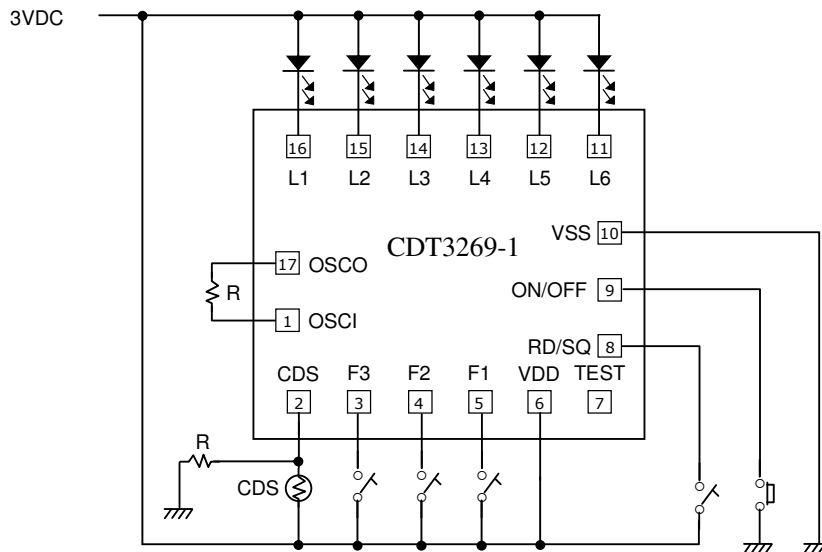 3VDC
16 15 14 13 12 11
L1 L2 L3 L4 L5 L6
VSS 10
CDT3269-1
17 OSCO
ON/OFF 9
R
1 OSCI
RD/SQ 8
CDS F3 F2 F1 VDD TEST
2 3 4 5 6 7
R
CDS